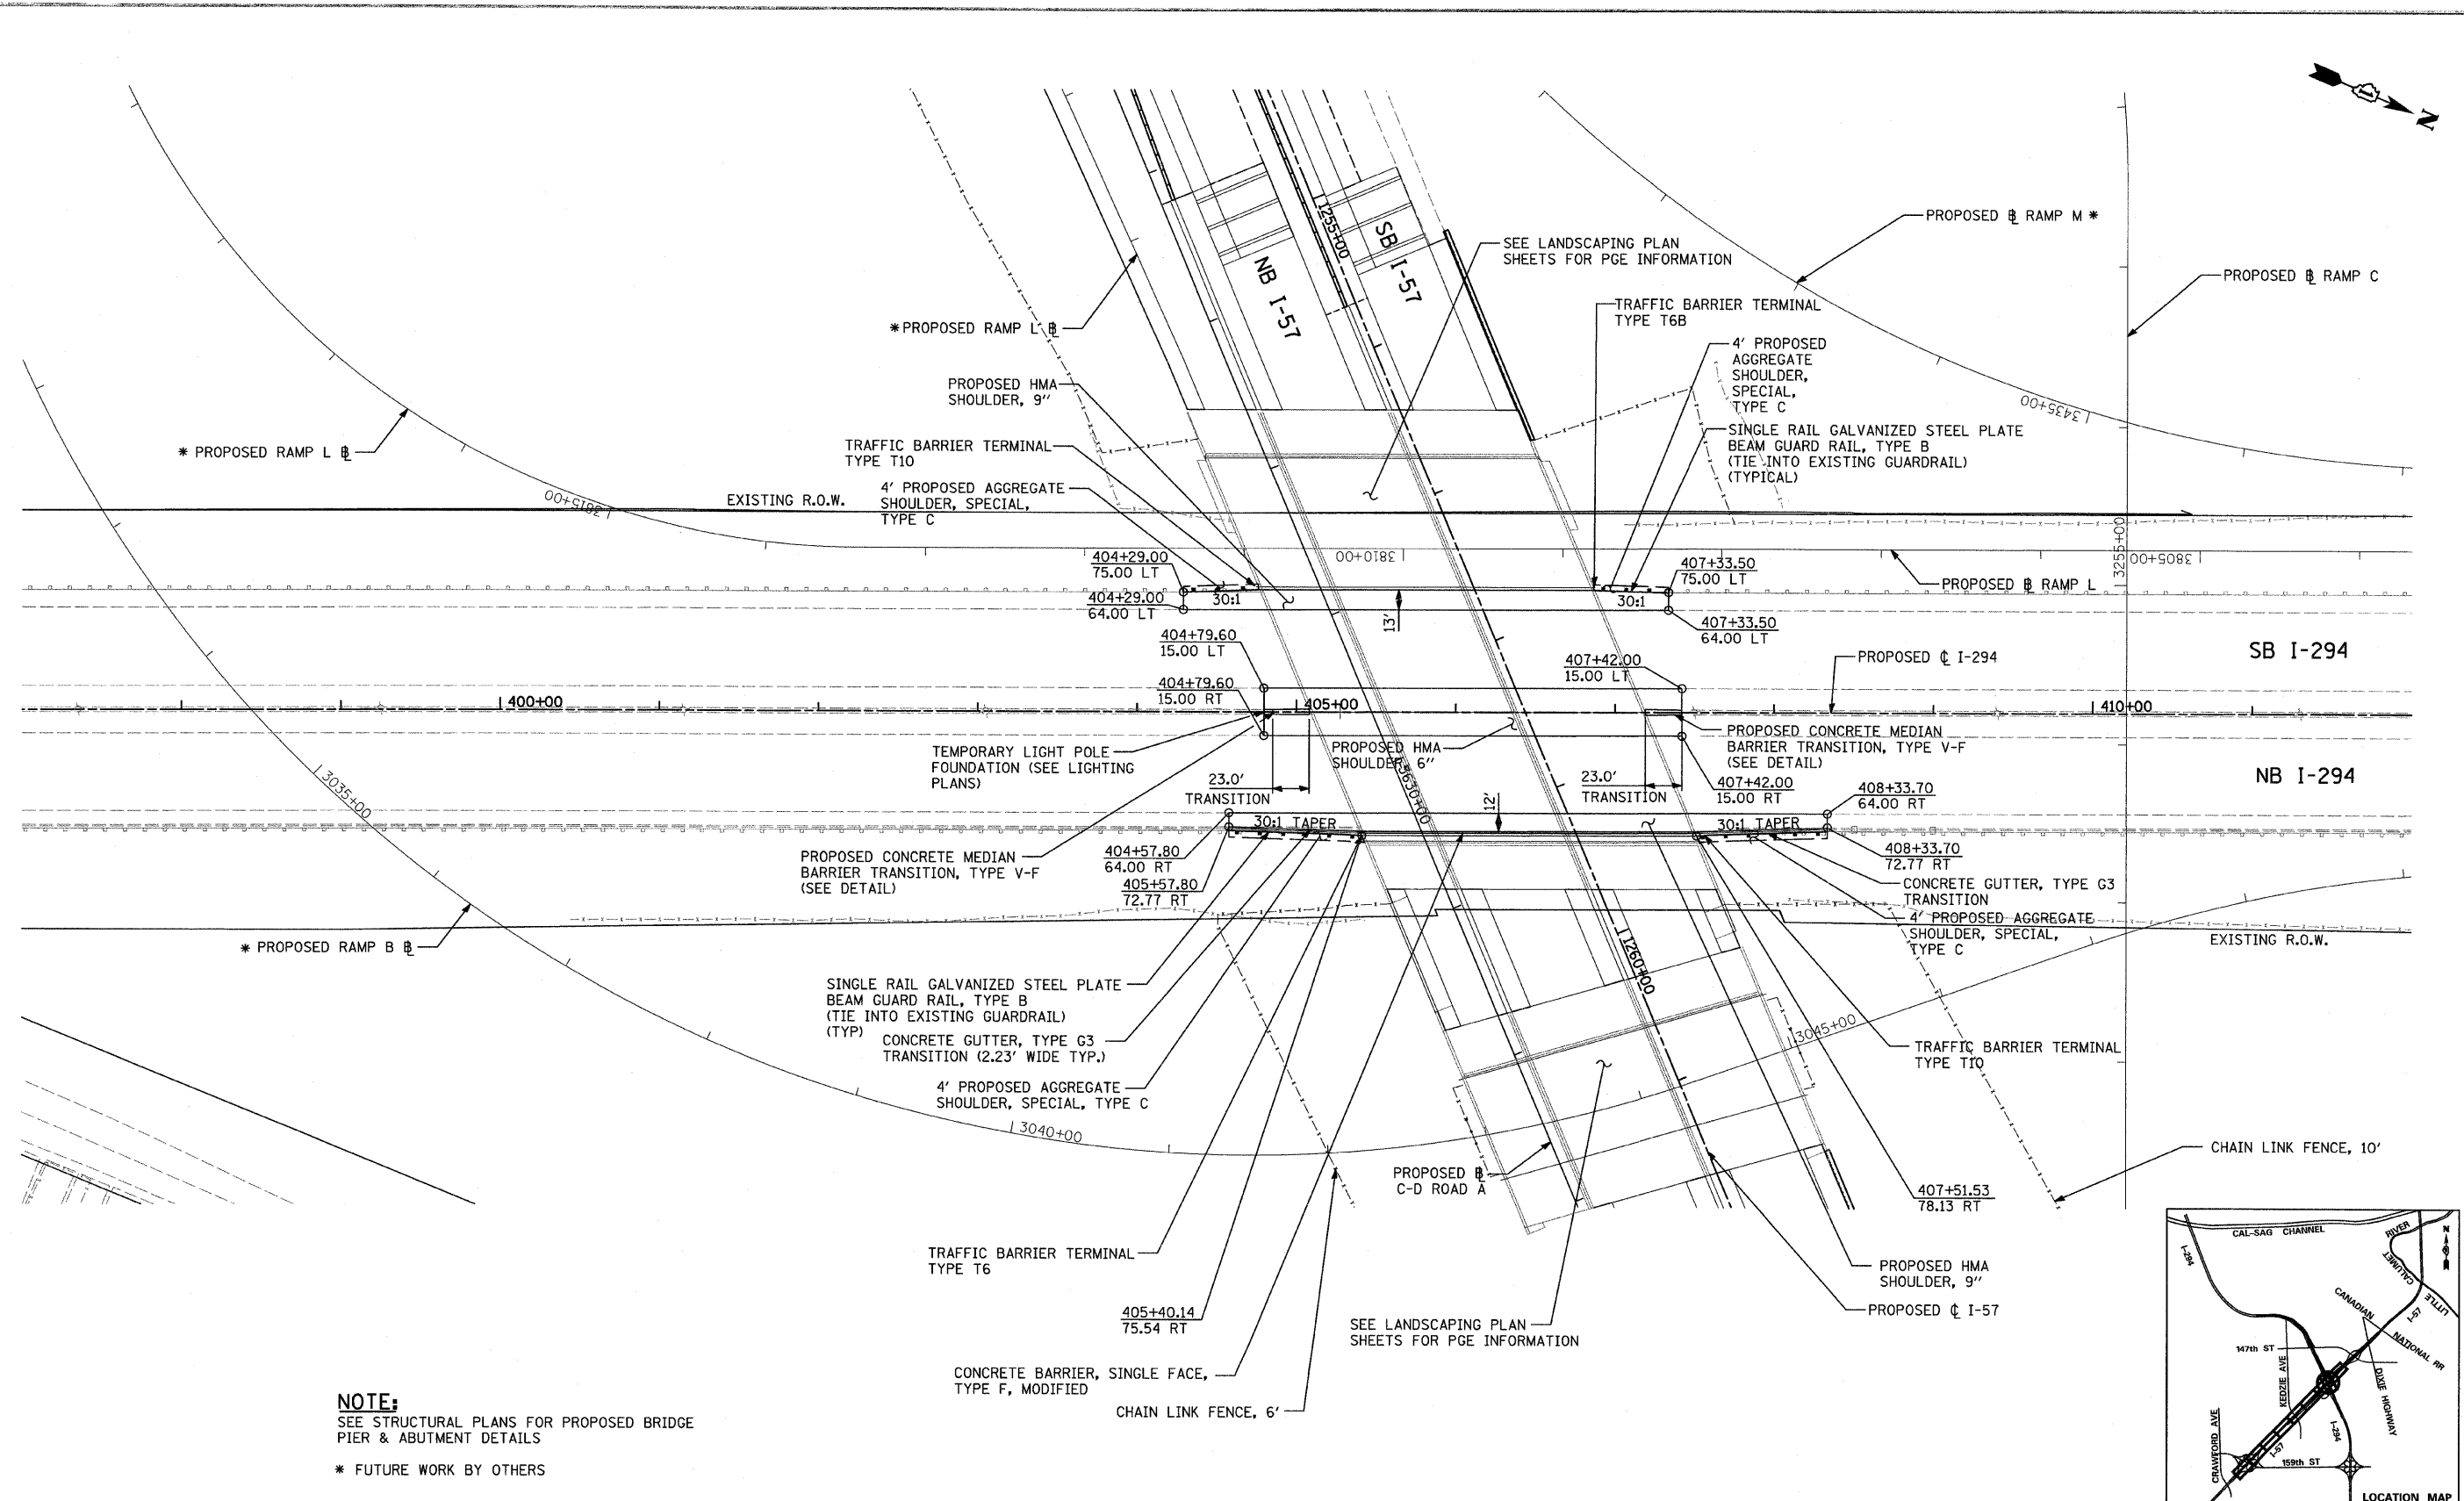 N
PROPOSED ℄ RAMP M *
SEE LANDSCAPING PLAN
SHEETS FOR PGE INFORMATION
PROPOSED ℄ RAMP C
1255+00
SB I-57
NB I-57
TRAFFIC BARRIER TERMINAL
TYPE T6B
*PROPOSED RAMP L ℄
4' PROPOSED
AGGREGATE
SHOULDER,
SPECIAL,
TYPE C
PROPOSED HMA
SHOULDER, 9"
3435+00
SINGLE RAIL GALVANIZED STEEL PLATE
BEAM GUARD RAIL, TYPE B
(TIE INTO EXISTING GUARDRAIL)
(TYPICAL)
* PROPOSED RAMP L ℄
TRAFFIC BARRIER TERMINAL
TYPE T10
4' PROPOSED AGGREGATE
SHOULDER, SPECIAL,
TYPE C
3815+00
EXISTING R.O.W.
3810+00
3255+00
3805+00
404+29.00
75.00 LT
407+33.50
75.00 LT
PROPOSED ℄ RAMP L
404+29.00
64.00 LT
30:1
30:1
13'
407+33.50
64.00 LT
404+79.60
15.00 LT
407+42.00
15.00 LT
PROPOSED ℄ I-294
SB I-294
404+79.60
15.00 RT
400+00
405+00
410+00
TEMPORARY LIGHT POLE
FOUNDATION (SEE LIGHTING
PLANS)
PROPOSED HMA
SHOULDER, 6"
PROPOSED CONCRETE MEDIAN
BARRIER TRANSITION, TYPE V-F
(SEE DETAIL)
NB I-294
3035+00
23.0'
TRANSITION
5630+00
23.0'
TRANSITION
407+42.00
15.00 RT
408+33.70
64.00 RT
12'
30:1 TAPER
30:1 TAPER
PROPOSED CONCRETE MEDIAN
BARRIER TRANSITION, TYPE V-F
(SEE DETAIL)
404+57.80
64.00 RT
405+57.80
72.77 RT
408+33.70
72.77 RT
CONCRETE GUTTER, TYPE G3
TRANSITION
4' PROPOSED AGGREGATE
SHOULDER, SPECIAL,
TYPE C
* PROPOSED RAMP B ℄
EXISTING R.O.W.
1260+00
SINGLE RAIL GALVANIZED STEEL PLATE
BEAM GUARD RAIL, TYPE B
(TIE INTO EXISTING GUARDRAIL)
(TYP)
CONCRETE GUTTER, TYPE G3
TRANSITION (2.23' WIDE TYP.)
3045+00
TRAFFIC BARRIER TERMINAL
TYPE T10
4' PROPOSED AGGREGATE
SHOULDER, SPECIAL, TYPE C
3040+00
CHAIN LINK FENCE, 10'
PROPOSED ℄
C-D ROAD A
407+51.53
78.13 RT
TRAFFIC BARRIER TERMINAL
TYPE T6
PROPOSED HMA
SHOULDER, 9"
PROPOSED ℄ I-57
405+40.14
75.54 RT
SEE LANDSCAPING PLAN
SHEETS FOR PGE INFORMATION
CONCRETE BARRIER, SINGLE FACE,
TYPE F, MODIFIED
CHAIN LINK FENCE, 6'
NOTE:
SEE STRUCTURAL PLANS FOR PROPOSED BRIDGE
PIER & ABUTMENT DETAILS
* FUTURE WORK BY OTHERS
I-294
CAL-SAG CHANNEL
LITTLE
CALUMET
RIVER
N
I-57
CANADIAN
NATIONAL RR
147th ST
KEDZIE AVE
DIXIE HIGHWAY
CRAWFORD AVE
I-57
I-294
159th ST
LOCATION MAP